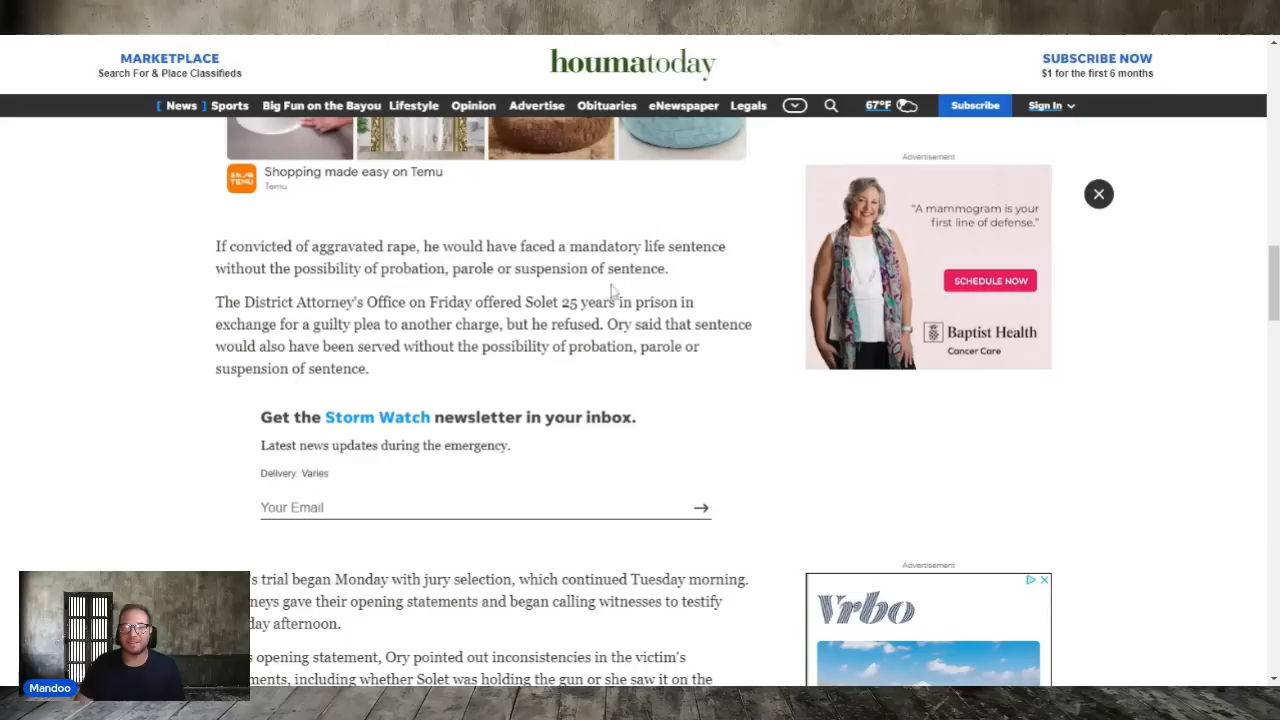 MARKETPLACE
Search For & Place Classifieds
houmatoday
SUBSCRIBE NOW
$1 for the first 6 months
[ News ] Sports Big Fun on the Bayou Lifestyle Opinion Advertise Obituaries eNewspaper Legals 67°F Subscribe Sign In
TEMU
Shopping made easy on Temu
Temu
If convicted of aggravated rape, he would have faced a mandatory life sentence
without the possibility of probation, parole or suspension of sentence.
The District Attorney's Office on Friday offered Solet 25 years in prison in
exchange for a guilty plea to another charge, but he refused. Ory said that sentence
would also have been served without the possibility of probation, parole or
suspension of sentence.
Get the Storm Watch newsletter in your inbox.
Latest news updates during the emergency.
Delivery: Varies
Your Email
s trial began Monday with jury selection, which continued Tuesday morning.
neys gave their opening statements and began calling witnesses to testify
day afternoon.
s opening statement, Ory pointed out inconsistencies in the victim's
ments, including whether Solet was holding the gun or she saw it on the
Advertisement
"A mammogram is your
first line of defense."
SCHEDULE NOW
Baptist Health
Cancer Care
Advertisement
Vrbo
Mandoo